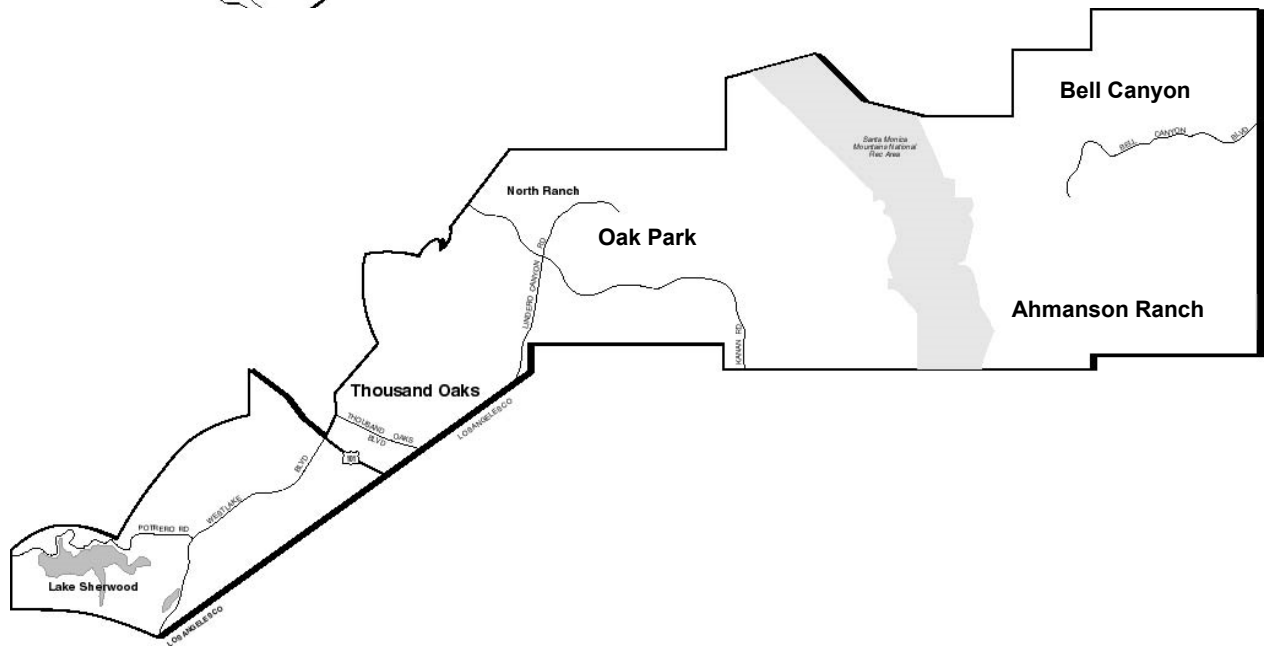 Bell Canyon
BELL CANYON BLVD
Santa Monica
Mountains National
Rec Area
North Ranch
Oak Park
LINDERO CANYON RD
Ahmanson Ranch
KANAN RD
Thousand Oaks
THOUSAND OAKS
BLVD
LOS ANGELES CO
101
WESTLAKE BLVD
POTRERO RD
Lake Sherwood
LOS ANGELES CO